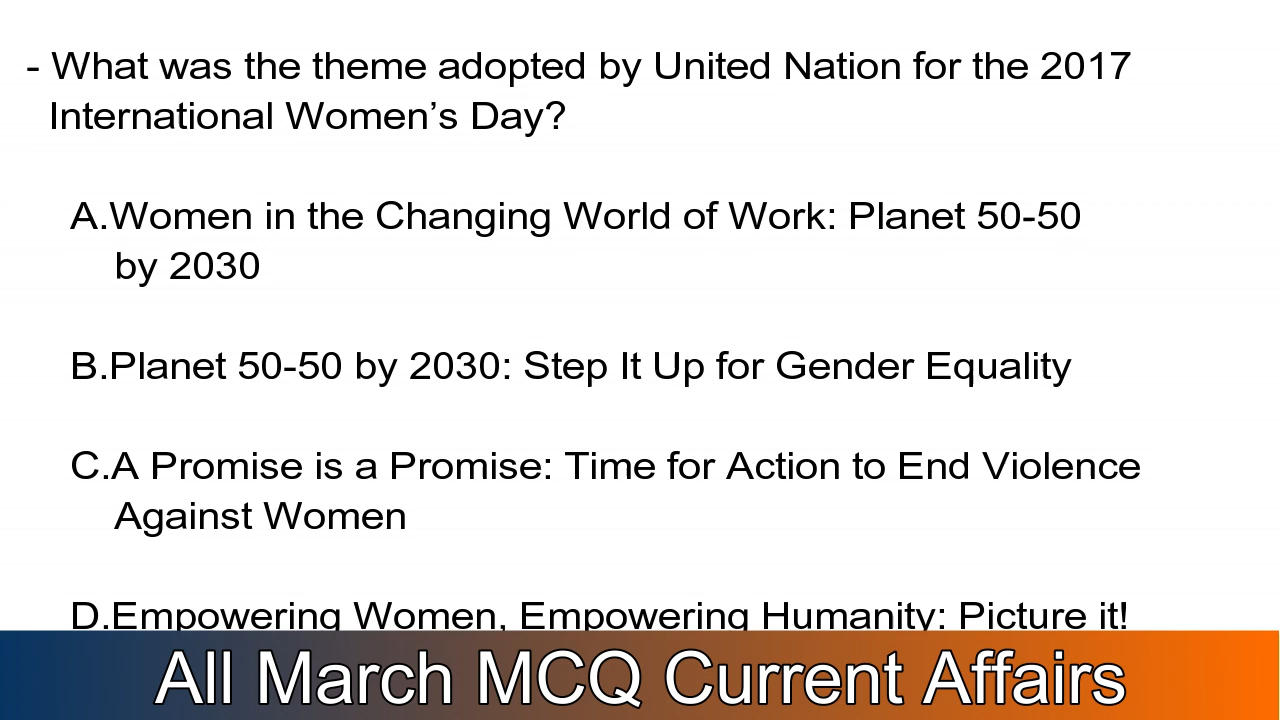 - What was the theme adopted by United Nation for the 2017
International Women’s Day?
A.Women in the Changing World of Work: Planet 50-50
by 2030
B.Planet 50-50 by 2030: Step It Up for Gender Equality
C.A Promise is a Promise: Time for Action to End Violence
Against Women
D.Empowering Women, Empowering Humanity: Picture it!
All March MCQ Current Affairs